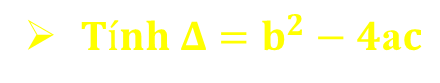 ➢ Tính Δ = b² − 4ac